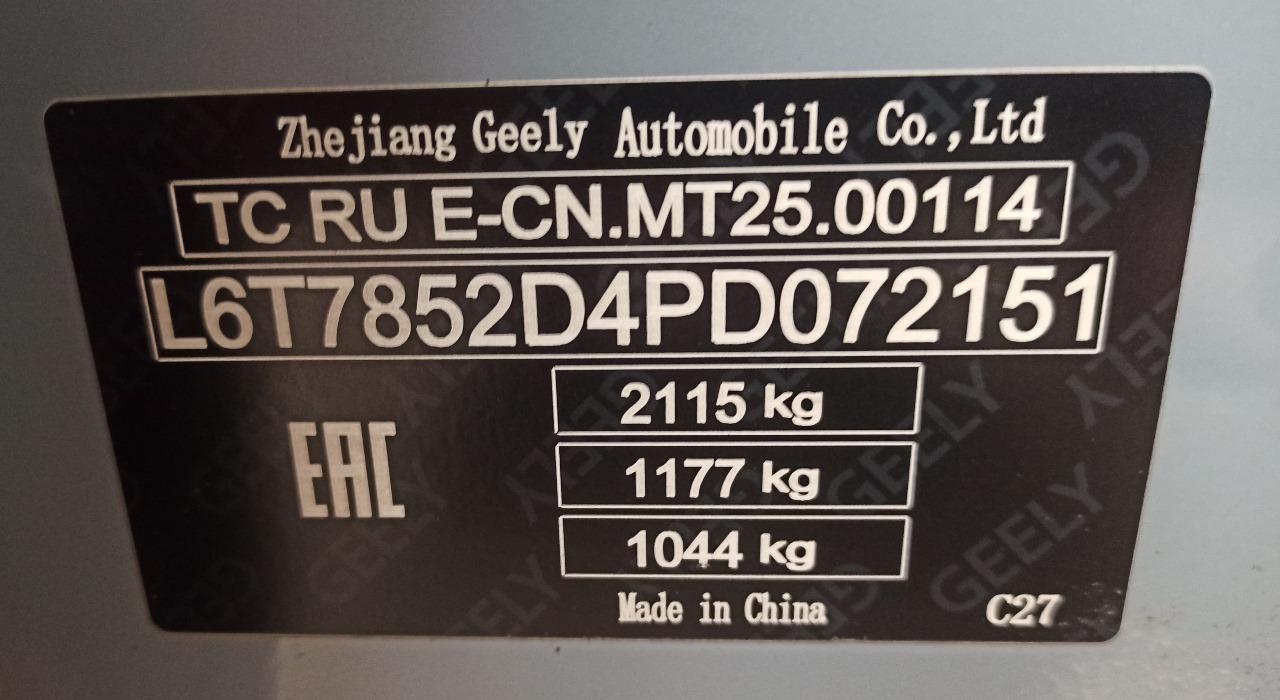 Zhejiang Geely Automobile Co.,Ltd
TC RU E-CN.MT25.00114
L6T7852D4PD072151
2115 kg
EAC
1177 kg
1044 kg
Made in China
C27